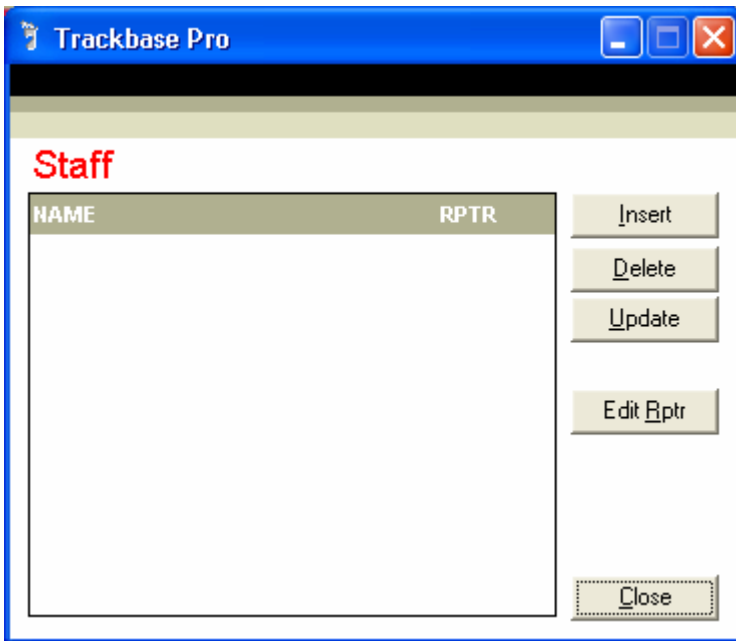 Trackbase Pro
Staff
NAME RPTR
Insert
Delete
Update
Edit Rptr
Close